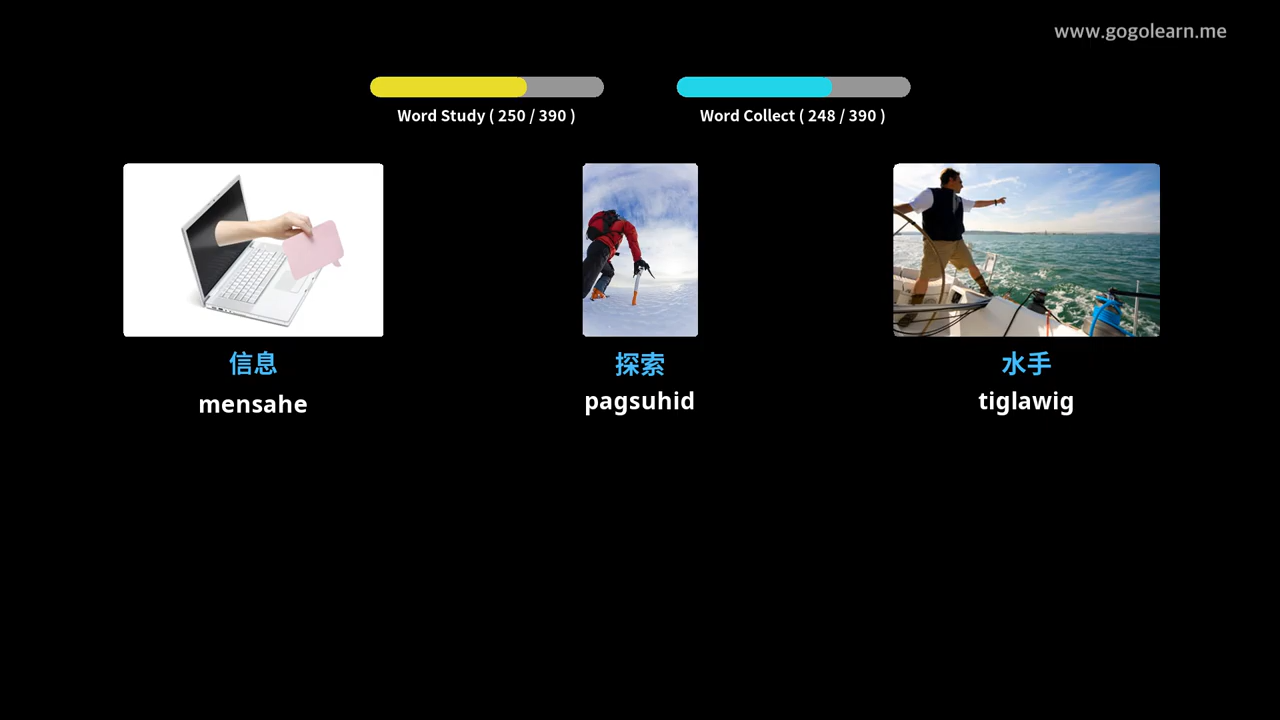 www.gogolearn.me
Word Study ( 250 / 390 )
Word Collect ( 248 / 390 )
信息
mensahe
探索
pagsuhid
水手
tiglawig